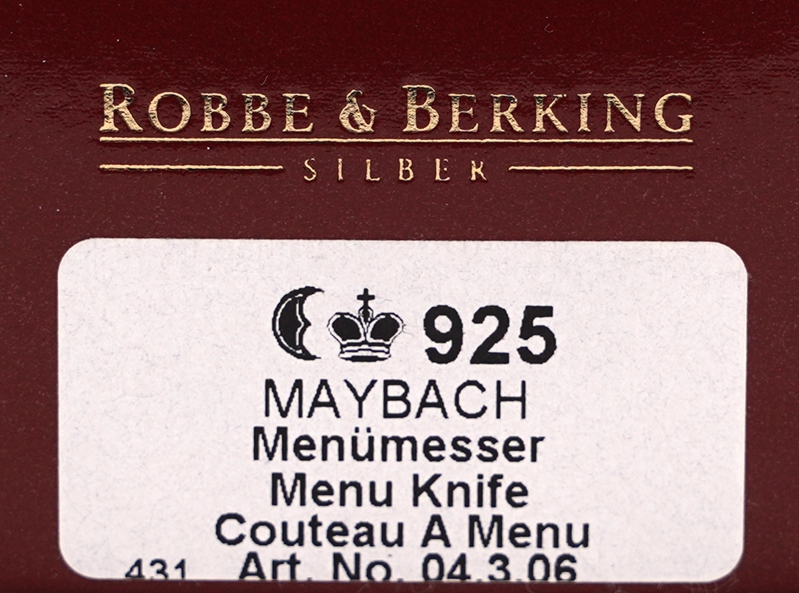 ROBBE & BERKING
SILBER
925
MAYBACH
Menümesser
Menu Knife
Couteau A Menu
431 Art. No. 04.3.06